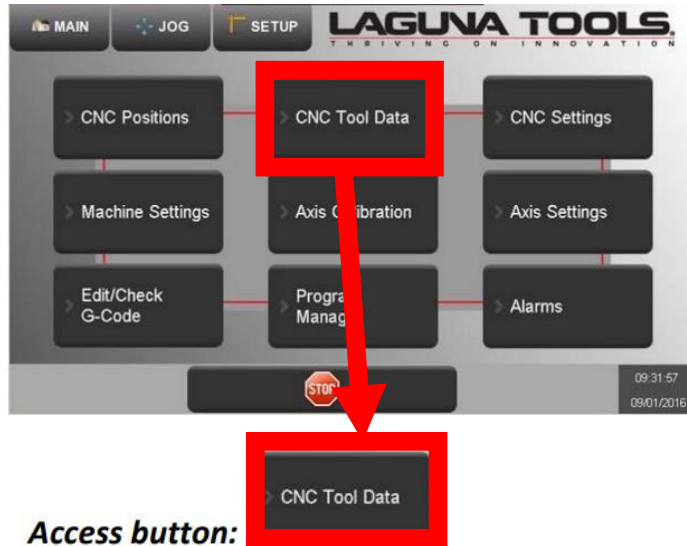 MAIN JOG SETUP LAGUNA TOOLS.
THRIVING ON INNOVATION
CNC Positions CNC Tool Data CNC Settings
Machine Settings Axis Axis Settings
Edit/Check
G-Code
Alarms
STOP
09:31:57
09/01/2016
CNC Tool Data
Access button: